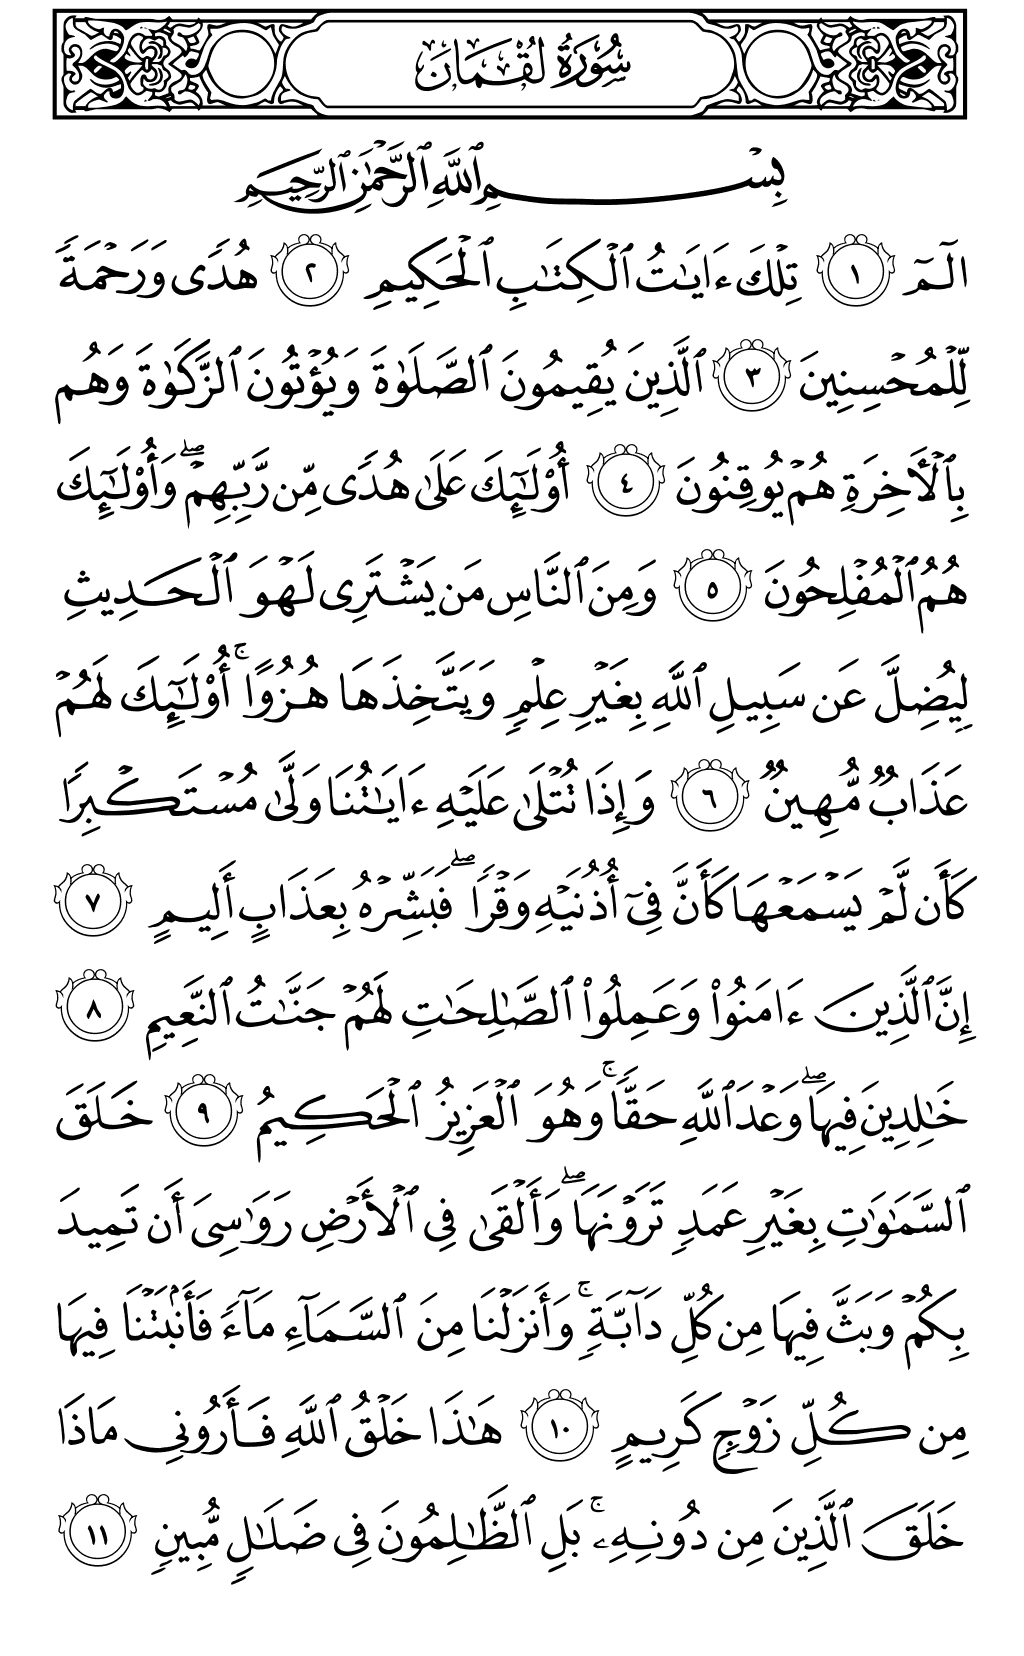 سُورَةُ لُقۡمَانَ
بِسۡمِ ٱللَّهِ ٱلرَّحۡمَٰنِ ٱلرَّحِيمِ
الٓمٓ ١ تِلۡكَ ءَايَٰتُ ٱلۡكِتَٰبِ ٱلۡحَكِيمِ ٢ هُدٗى وَرَحۡمَةٗ
لِّلۡمُحۡسِنِينَ ٣ ٱلَّذِينَ يُقِيمُونَ ٱلصَّلَوٰةَ وَيُؤۡتُونَ ٱلزَّكَوٰةَ وَهُم
بِٱلۡأٓخِرَةِ هُمۡ يُوقِنُونَ ٤ أُوْلَٰٓئِكَ عَلَىٰ هُدٗى مِّن رَّبِّهِمۡۖ وَأُوْلَٰٓئِكَ
هُمُ ٱلۡمُفۡلِحُونَ ٥ وَمِنَ ٱلنَّاسِ مَن يَشۡتَرِي لَهۡوَ ٱلۡحَدِيثِ
لِيُضِلَّ عَن سَبِيلِ ٱللَّهِ بِغَيۡرِ عِلۡمٖ وَيَتَّخِذَهَا هُزُوًاۚ أُوْلَٰٓئِكَ لَهُمۡ
عَذَابٞ مُّهِينٞ ٦ وَإِذَا تُتۡلَىٰ عَلَيۡهِ ءَايَٰتُنَا وَلَّىٰ مُسۡتَكۡبِرٗا
كَأَن لَّمۡ يَسۡمَعۡهَا كَأَنَّ فِيٓ أُذُنَيۡهِ وَقۡرٗاۖ فَبَشِّرۡهُ بِعَذَابٍ أَلِيمٍ ٧
إِنَّ ٱلَّذِينَ ءَامَنُواْ وَعَمِلُواْ ٱلصَّٰلِحَٰتِ لَهُمۡ جَنَّٰتُ ٱلنَّعِيمِ ٨
خَٰلِدِينَ فِيهَاۖ وَعۡدَ ٱللَّهِ حَقّٗاۚ وَهُوَ ٱلۡعَزِيزُ ٱلۡحَكِيمُ ٩ خَلَقَ
ٱلسَّمَٰوَٰتِ بِغَيۡرِ عَمَدٖ تَرَوۡنَهَاۖ وَأَلۡقَىٰ فِي ٱلۡأَرۡضِ رَوَٰسِيَ أَن تَمِيدَ
بِكُمۡ وَبَثَّ فِيهَا مِن كُلِّ دَآبَّةٖۚ وَأَنزَلۡنَا مِنَ ٱلسَّمَآءِ مَآءٗ فَأَنۢبَتۡنَا فِيهَا
مِن كُلِّ زَوۡجٖ كَرِيمٍ ١٠ هَٰذَا خَلۡقُ ٱللَّهِ فَأَرُونِي مَاذَا
خَلَقَ ٱلَّذِينَ مِن دُونِهِۦۚ بَلِ ٱلظَّٰلِمُونَ فِي ضَلَٰلٖ مُّبِينٖ ١١